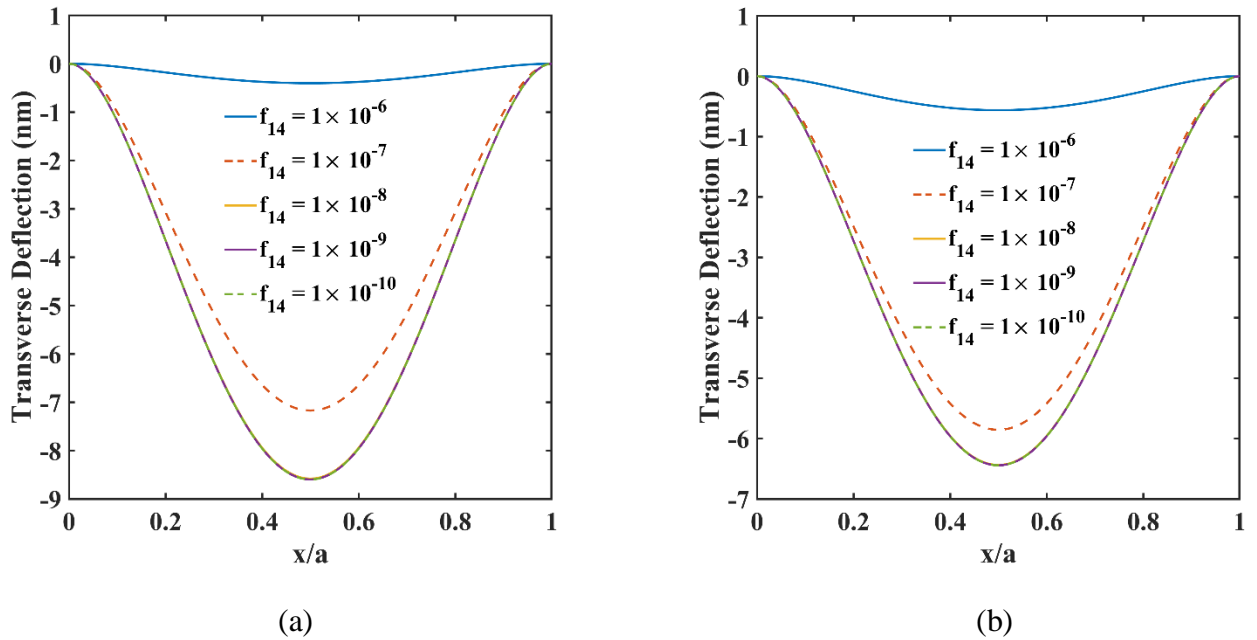 1
0
-1
-2
-3
-4
-5
-6
-7
-8
-9
Transverse Deflection (nm)
f14 = 1× 10-6
f14 = 1× 10-7
f14 = 1× 10-8
f14 = 1× 10-9
f14 = 1× 10-10
0 0.2 0.4 0.6 0.8 1
x/a
(a)
1
0
-1
-2
-3
-4
-5
-6
-7
Transverse Deflection (nm)
f14 = 1× 10-6
f14 = 1× 10-7
f14 = 1× 10-8
f14 = 1× 10-9
f14 = 1× 10-10
0 0.2 0.4 0.6 0.8 1
x/a
(b)